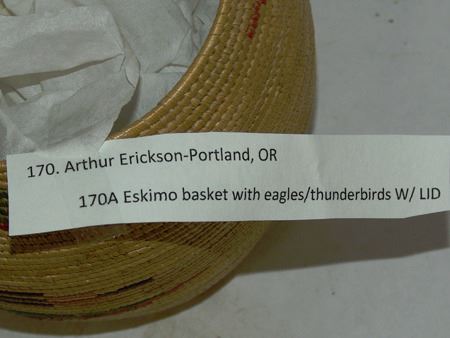 170. Arthur Erickson-Portland, OR
170A Eskimo basket with eagles/thunderbirds W/ LID